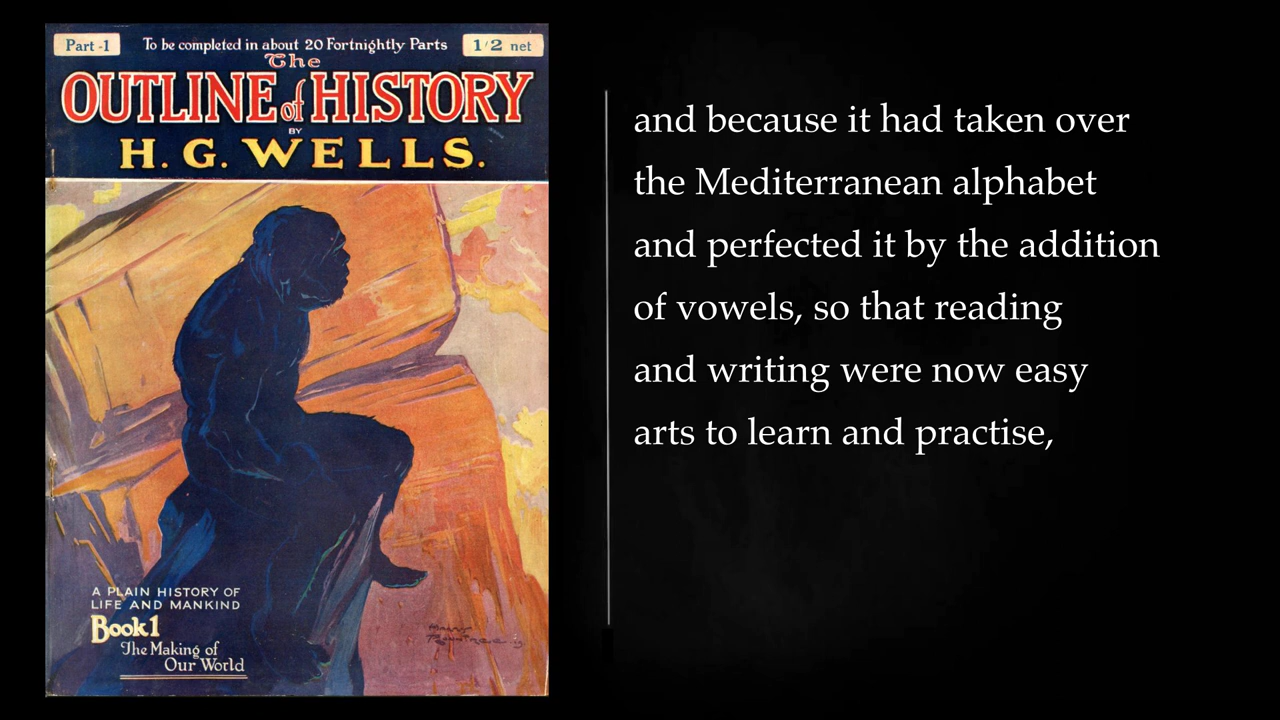 Part -1
To be completed in about 20 Fortnightly Parts
1/2 net
The
OUTLINE of HISTORY
BY
H. G. WELLS.
A PLAIN HISTORY OF
LIFE AND MANKIND
Book 1
The Making of
Our World
and because it had taken over
the Mediterranean alphabet
and perfected it by the addition
of vowels, so that reading
and writing were now easy
arts to learn and practise,